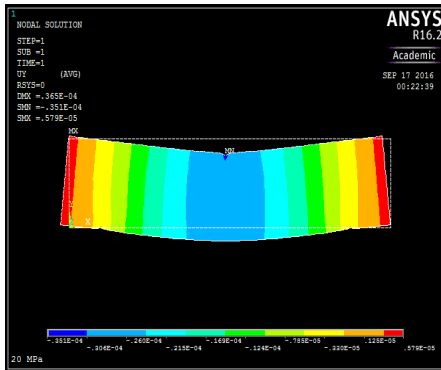 1
NODAL SOLUTION
STEP=1
SUB =1
TIME=1
UY (AVG)
RSYS=0
DMX =.365E-04
SMN =-.351E-04
SMX =.579E-05
ANSYS
R16.2
Academic
SEP 17 2016
00:22:39
MX
MN
X
-.351E-04
-.306E-04
-.260E-04
-.215E-04
-.169E-04
-.124E-04
-.785E-05
-.330E-05
.125E-05
.579E-05
20 MPa